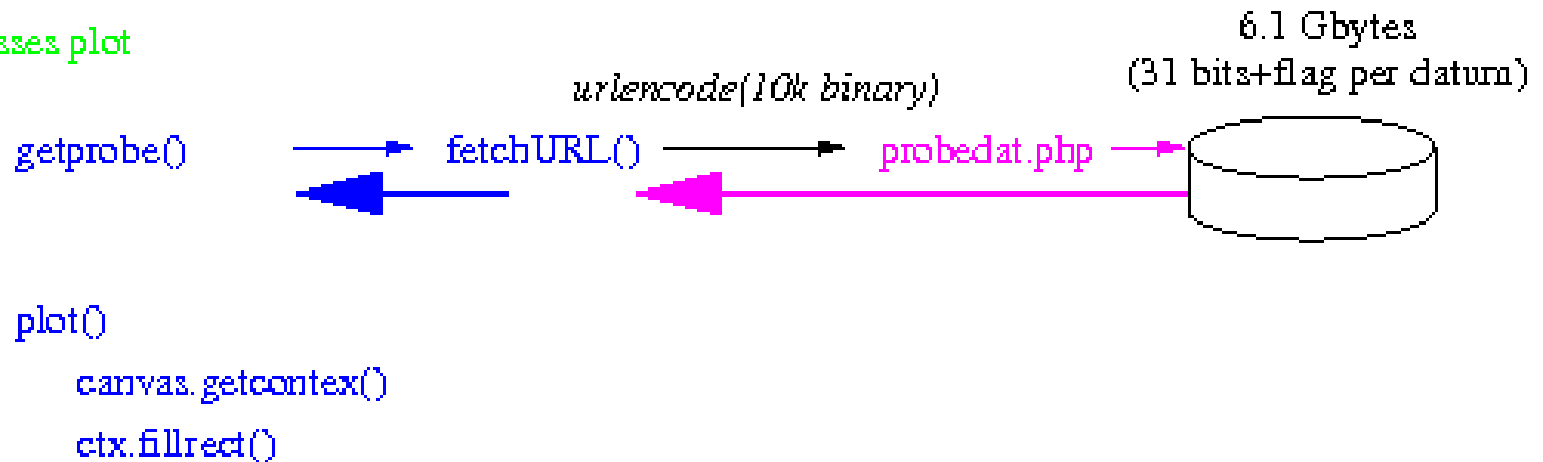 plot
6.1 Gbytes
(31 bits+flag per datum)
urlencode(10k binary)
getprobe()
fetchURL()
probedat.php
plot()
canvas.getcontex()
ctx.fillrect()